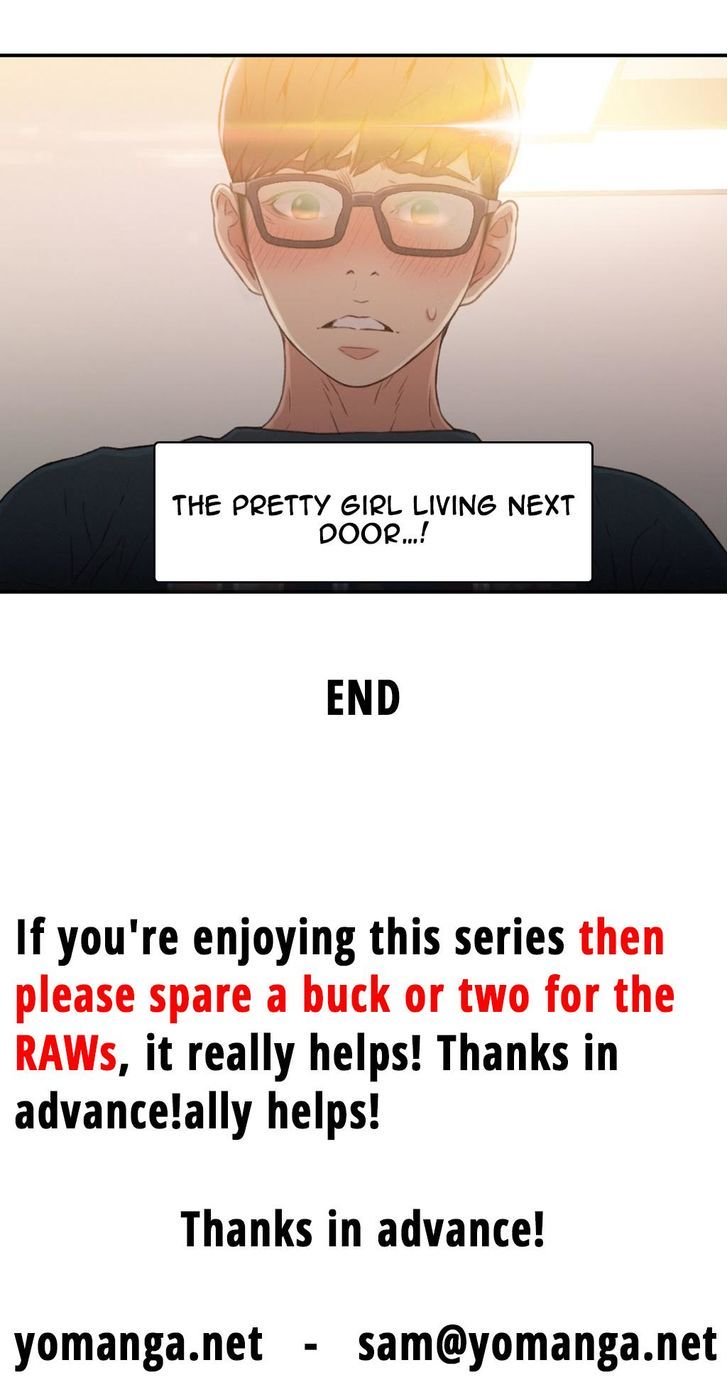 THE PRETTY GIRL LIVING NEXT
DOOR...!
END
If you're enjoying this series then
please spare a buck or two for the
RAWs, it really helps! Thanks in
advance!ally helps!
Thanks in advance!
yomanga.net - sam@yomanga.net